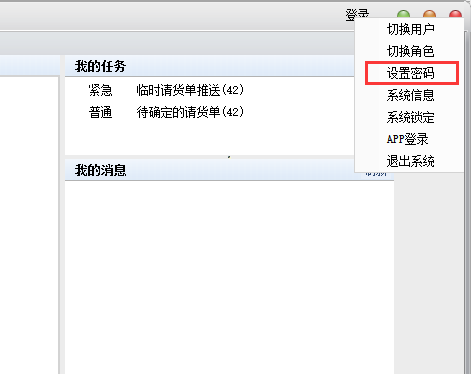 登录
切换用户
切换角色
设置密码
系统信息
系统锁定
APP登录
退出系统
我的任务
紧急 临时请货单推送(42)
普通 待确定的请货单(42)
我的消息